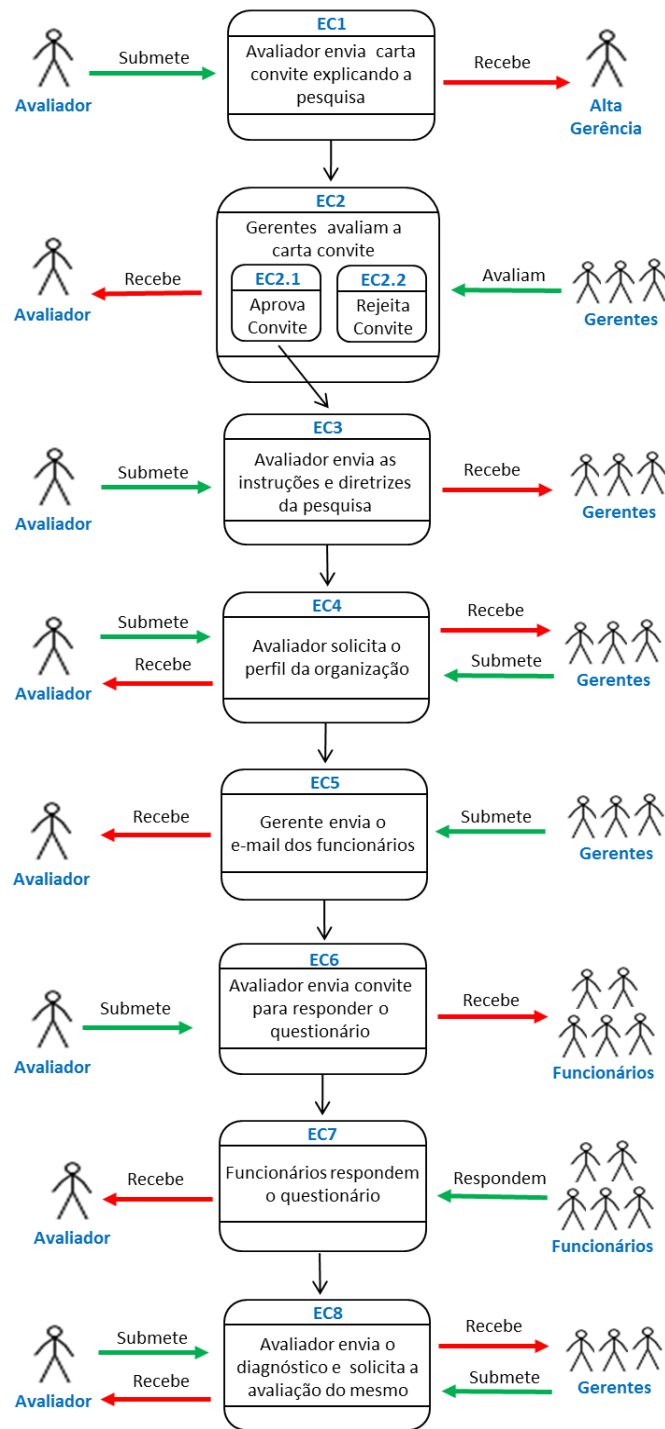 EC1
Avaliador envia carta
convite explicando a
pesquisa
Submete
Avaliador
Recebe
Alta
Gerência
EC2
Gerentes avaliam a
carta convite
EC2.1
Aprova
Convite
EC2.2
Rejeita
Convite
Recebe
Avaliador
Avaliam
Gerentes
EC3
Avaliador envia as
instruções e diretrizes
da pesquisa
Submete
Avaliador
Recebe
Gerentes
EC4
Avaliador solicita o
perfil da organização
Submete
Recebe
Avaliador
Recebe
Submete
Gerentes
EC5
Gerente envia o
e-mail dos funcionários
Recebe
Avaliador
Submete
Gerentes
EC6
Avaliador envia convite
para responder o
questionário
Submete
Avaliador
Recebe
Funcionários
EC7
Funcionários respondem
o questionário
Recebe
Avaliador
Respondem
Funcionários
EC8
Avaliador envia o
diagnóstico e solicita a
avaliação do mesmo
Submete
Recebe
Avaliador
Recebe
Submete
Gerentes